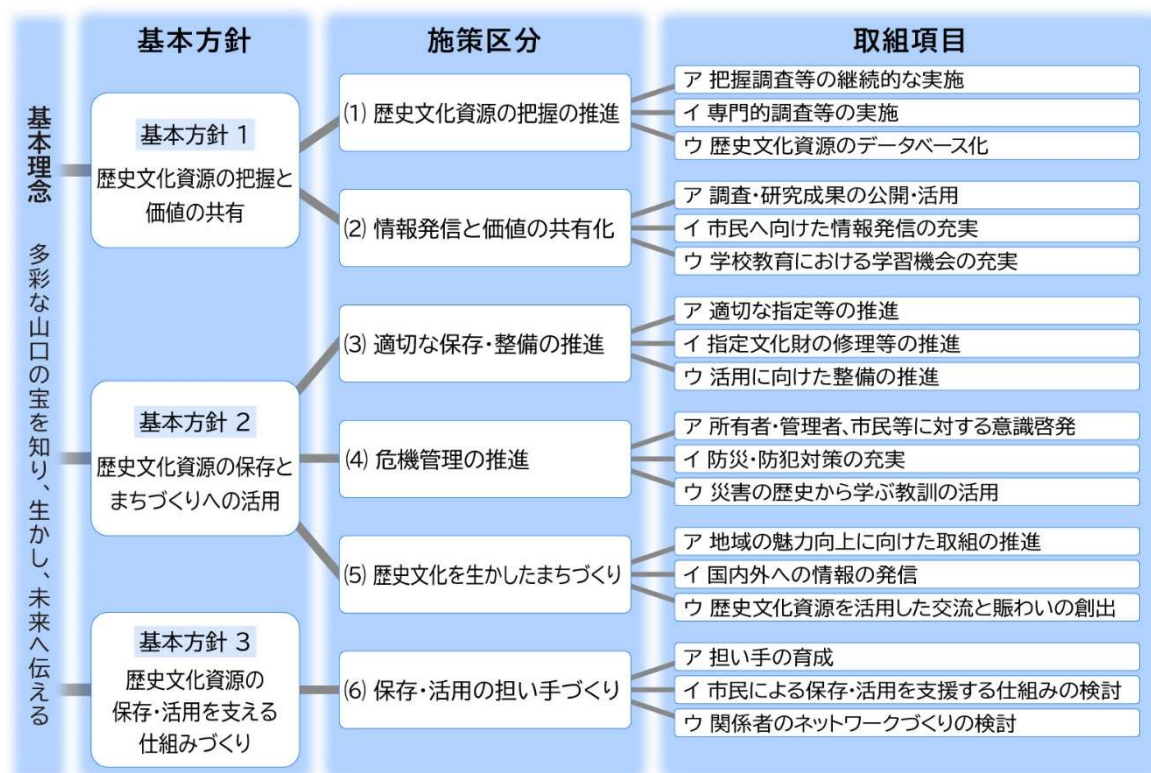 基本方針
施策区分
取組項目
基本理念　多彩な山口の宝を知り、生かし、未来へ伝える
基本方針 1
歴史文化資源の把握と
価値の共有
(1) 歴史文化資源の把握の推進
ア 把握調査等の継続的な実施
イ 専門的調査等の実施
ウ 歴史文化資源のデータベース化
(2) 情報発信と価値の共有化
ア 調査・研究成果の公開・活用
イ 市民へ向けた情報発信の充実
ウ 学校教育における学習機会の充実
基本方針 2
歴史文化資源の保存と
まちづくりへの活用
(3) 適切な保存・整備の推進
ア 適切な指定等の推進
イ 指定文化財の修理等の推進
ウ 活用に向けた整備の推進
(4) 危機管理の推進
ア 所有者・管理者、市民等に対する意識啓発
イ 防災・防犯対策の充実
ウ 災害の歴史から学ぶ教訓の活用
(5) 歴史文化を生かしたまちづくり
ア 地域の魅力向上に向けた取組の推進
イ 国内外への情報の発信
ウ 歴史文化資源を活用した交流と賑わいの創出
基本方針 3
歴史文化資源の
保存・活用を支える
仕組みづくり
(6) 保存・活用の担い手づくり
ア 担い手の育成
イ 市民による保存・活用を支援する仕組みの検討
ウ 関係者のネットワークづくりの検討